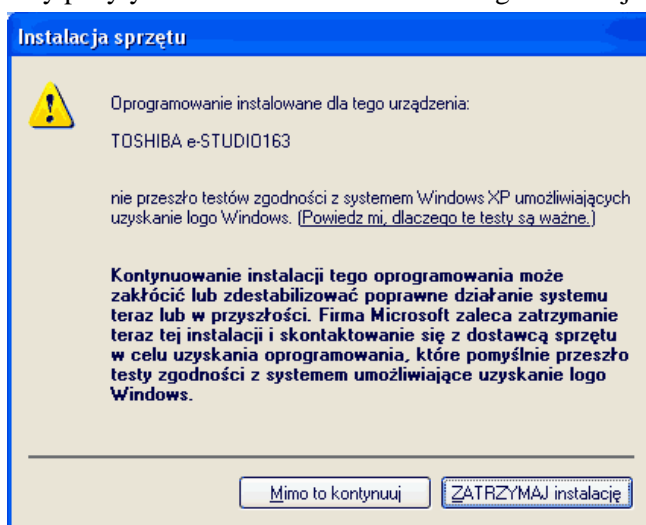 Instalacja sprzętu
Oprogramowanie instalowane dla tego urządzenia:
TOSHIBA e-STUDIO163
nie przeszło testów zgodności z systemem Windows XP umożliwiających
uzyskanie logo Windows. (Powiedz mi, dlaczego te testy są ważne.)
Kontynuowanie instalacji tego oprogramowania może
zakłócić lub zdestabilizować poprawne działanie systemu
teraz lub w przyszłości. Firma Microsoft zaleca zatrzymanie
teraz tej instalacji i skontaktowanie się z dostawcą sprzętu
w celu uzyskania oprogramowania, które pomyślnie przeszło
testy zgodności z systemem umożliwiające uzyskanie logo
Windows.
Mimo to kontynuuj ZATRZYMAJ instalację